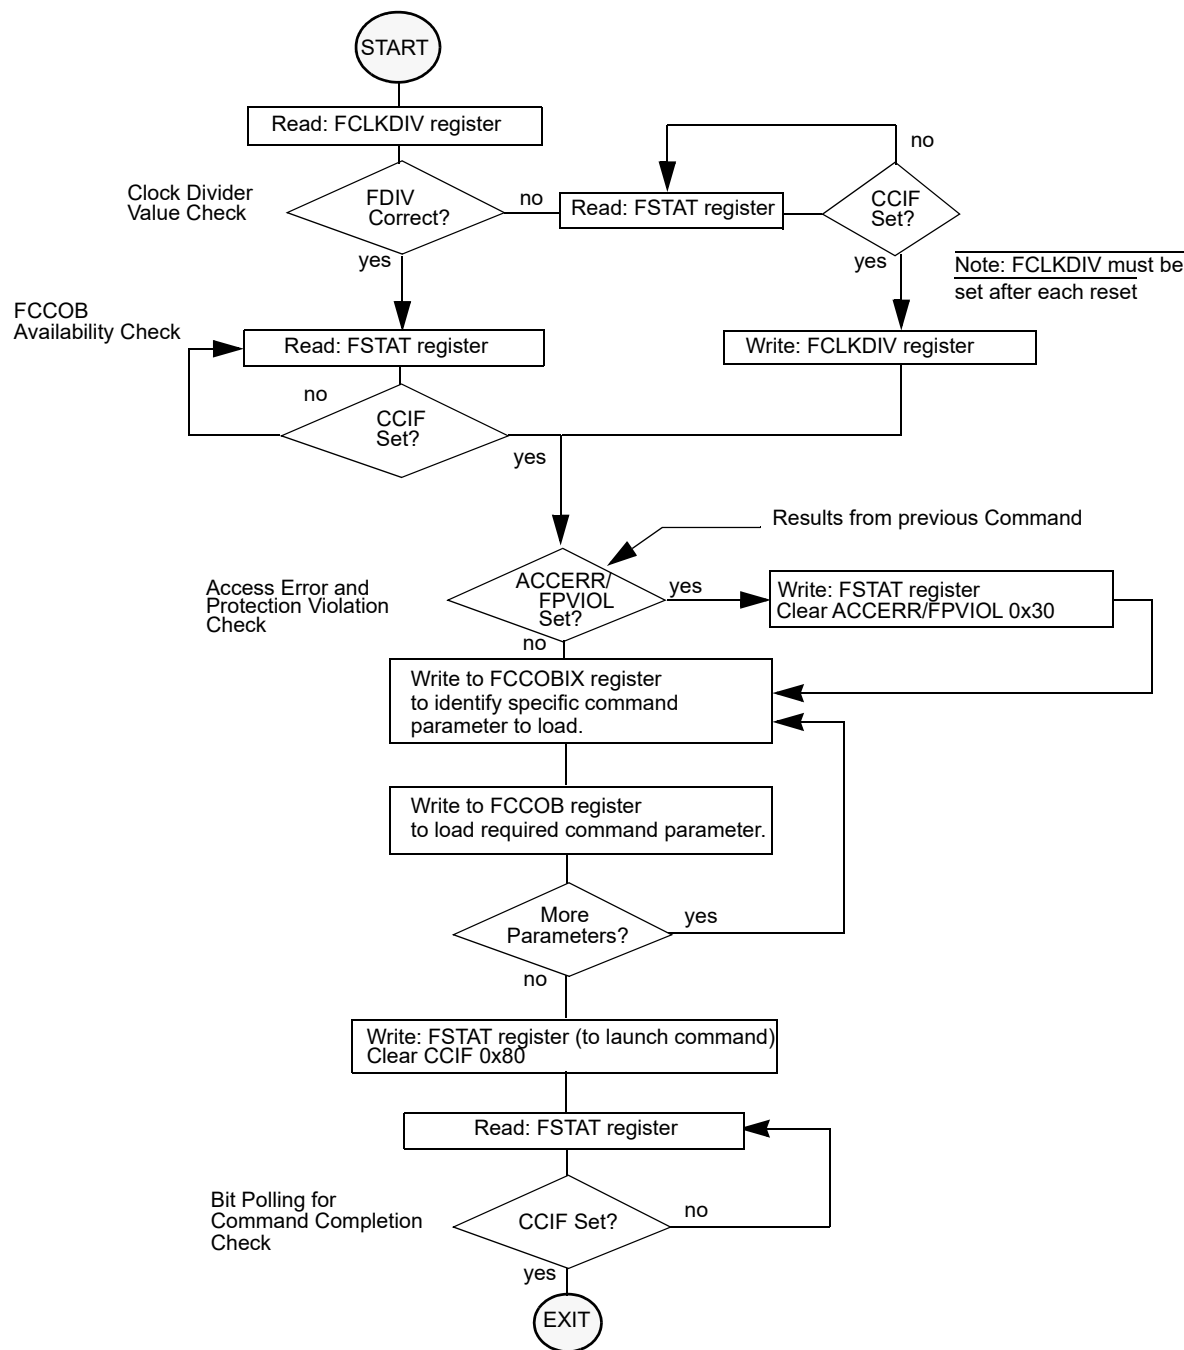 START
Read: FCLKDIV register
Clock Divider
Value Check
FDIV
Correct?
no
Read: FSTAT register
CCIF
Set?
no
yes
yes
Note: FCLKDIV must be
set after each reset
FCCOB
Availability Check
Read: FSTAT register
Write: FCLKDIV register
no
CCIF
Set?
yes
Results from previous Command
Access Error and
Protection Violation
Check
ACCERR/
FPVIOL
Set?
yes
Write: FSTAT register
Clear ACCERR/FPVIOL 0x30
no
Write to FCCOBIX register
to identify specific command
parameter to load.
Write to FCCOB register
to load required command parameter.
More
Parameters?
yes
no
Write: FSTAT register (to launch command)
Clear CCIF 0x80
Read: FSTAT register
Bit Polling for
Command Completion
Check
CCIF Set?
no
yes
EXIT